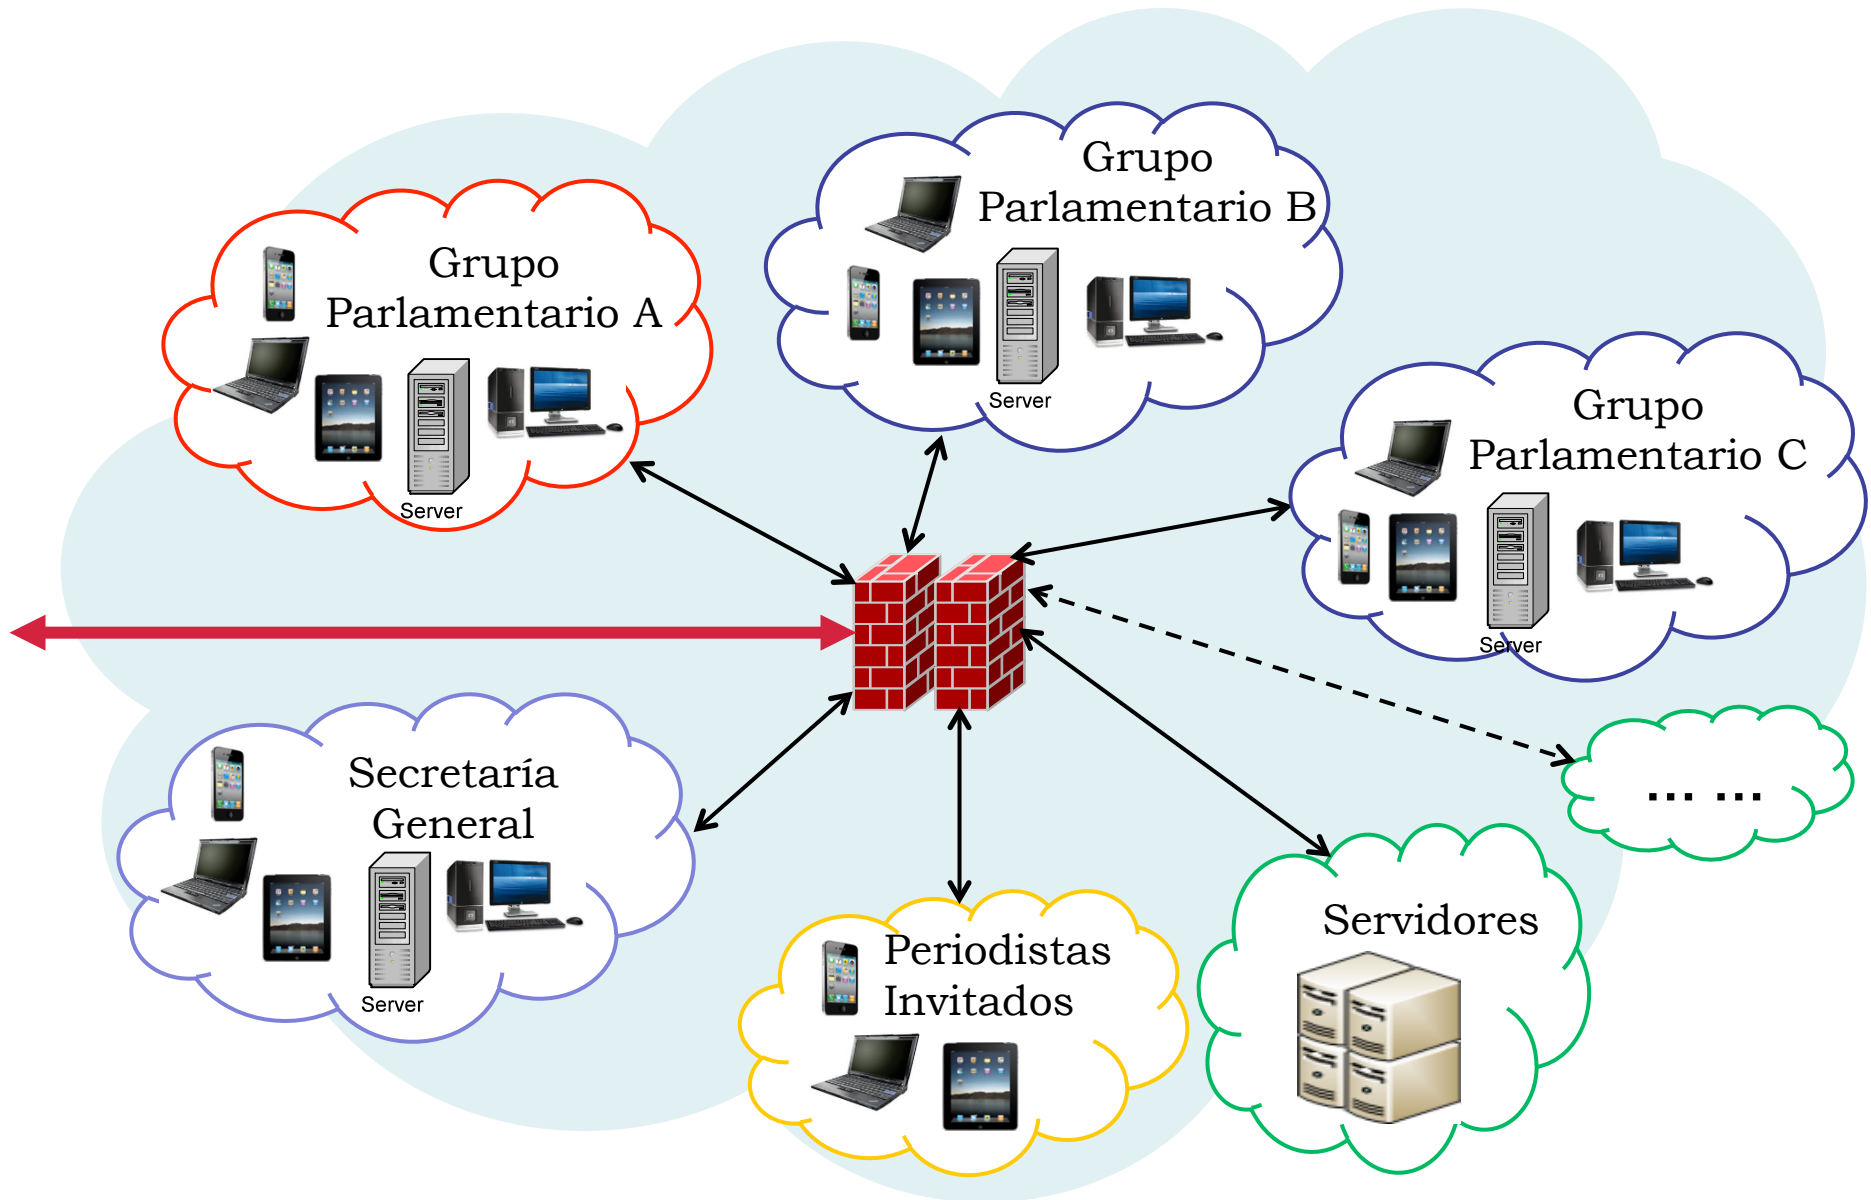 Grupo
Parlamentario A
Server
Grupo
Parlamentario B
Server
Grupo
Parlamentario C
Server
Secretaría
General
Server
Periodistas
Invitados
Servidores
... ...